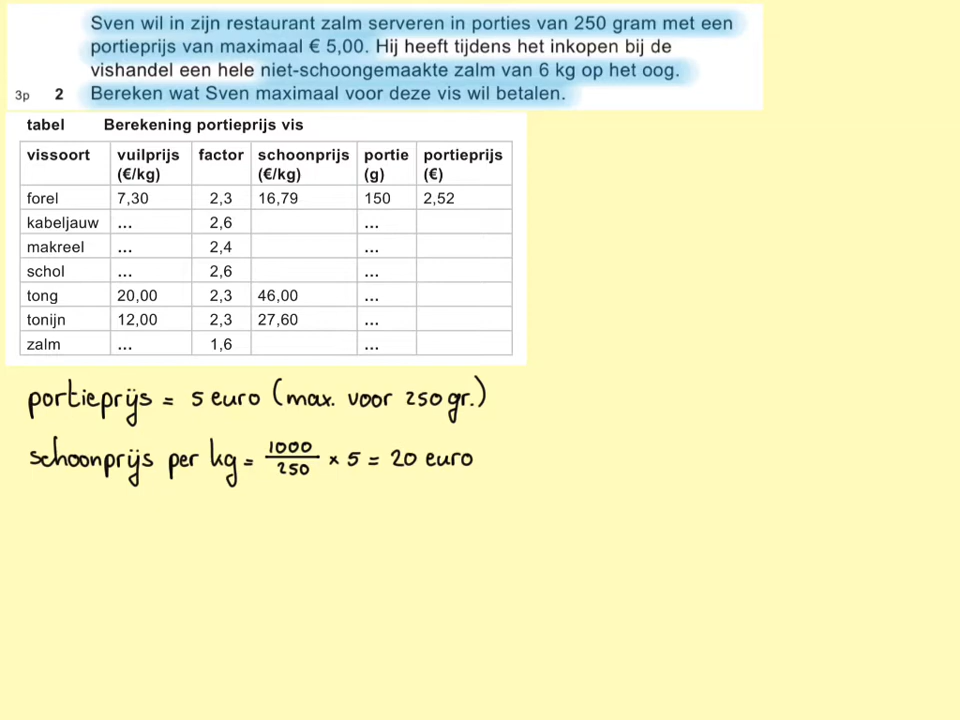 Sven wil in zijn restaurant zalm serveren in porties van 250 gram met een
portieprijs van maximaal € 5,00. Hij heeft tijdens het inkopen bij de
vishandel een hele niet-schoongemaakte zalm van 6 kg op het oog.
3p 2 Bereken wat Sven maximaal voor deze vis wil betalen.
tabel Berekening portieprijs vis
vissoort vuilprijs (€/kg) factor schoonprijs (€/kg) portie (g) portieprijs (€)
forel 7,30 2,3 16,79 150 2,52
kabeljauw ... 2,6 ...
makreel ... 2,4 ...
schol ... 2,6 ...
tong 20,00 2,3 46,00 ...
tonijn 12,00 2,3 27,60 ...
zalm ... 1,6 ...
portieprijs = 5 euro (max. voor 250 gr.)
schoonprijs per kg = 1000/250 × 5 = 20 euro